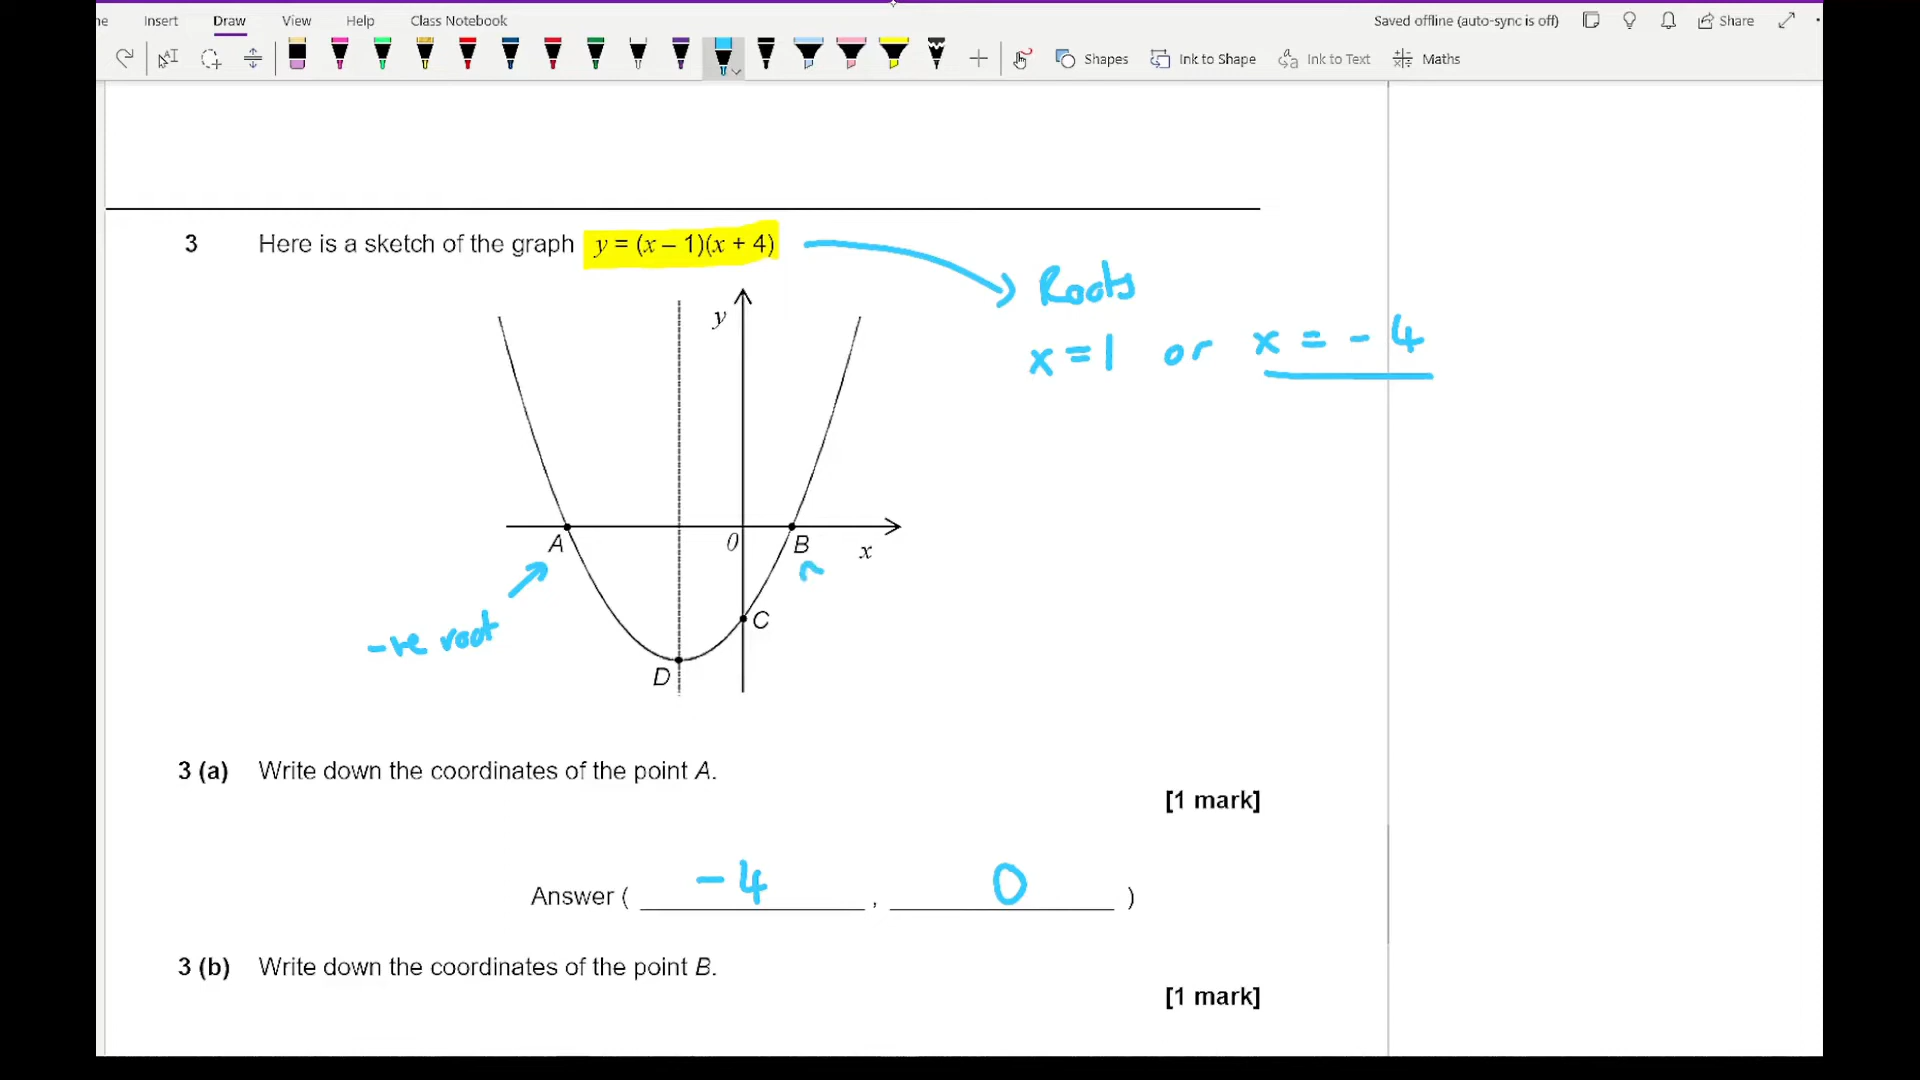 Insert Draw View Help Class Notebook Saved offline (auto-sync is off) Share
Shapes Ink to Shape Ink to Text Maths
3 Here is a sketch of the graph y = (x – 1)(x + 4)
Roots
x = 1 or x = - 4
y
A 0 B x
-ve root
C
D
3 (a) Write down the coordinates of the point A.
[1 mark]
Answer ( - 4 , 0 )
3 (b) Write down the coordinates of the point B.
[1 mark]